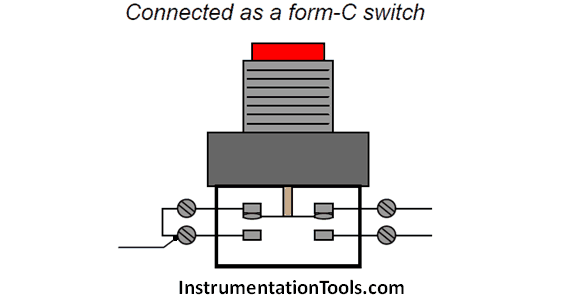 Connected as a form-C switch
InstrumentationTools.com